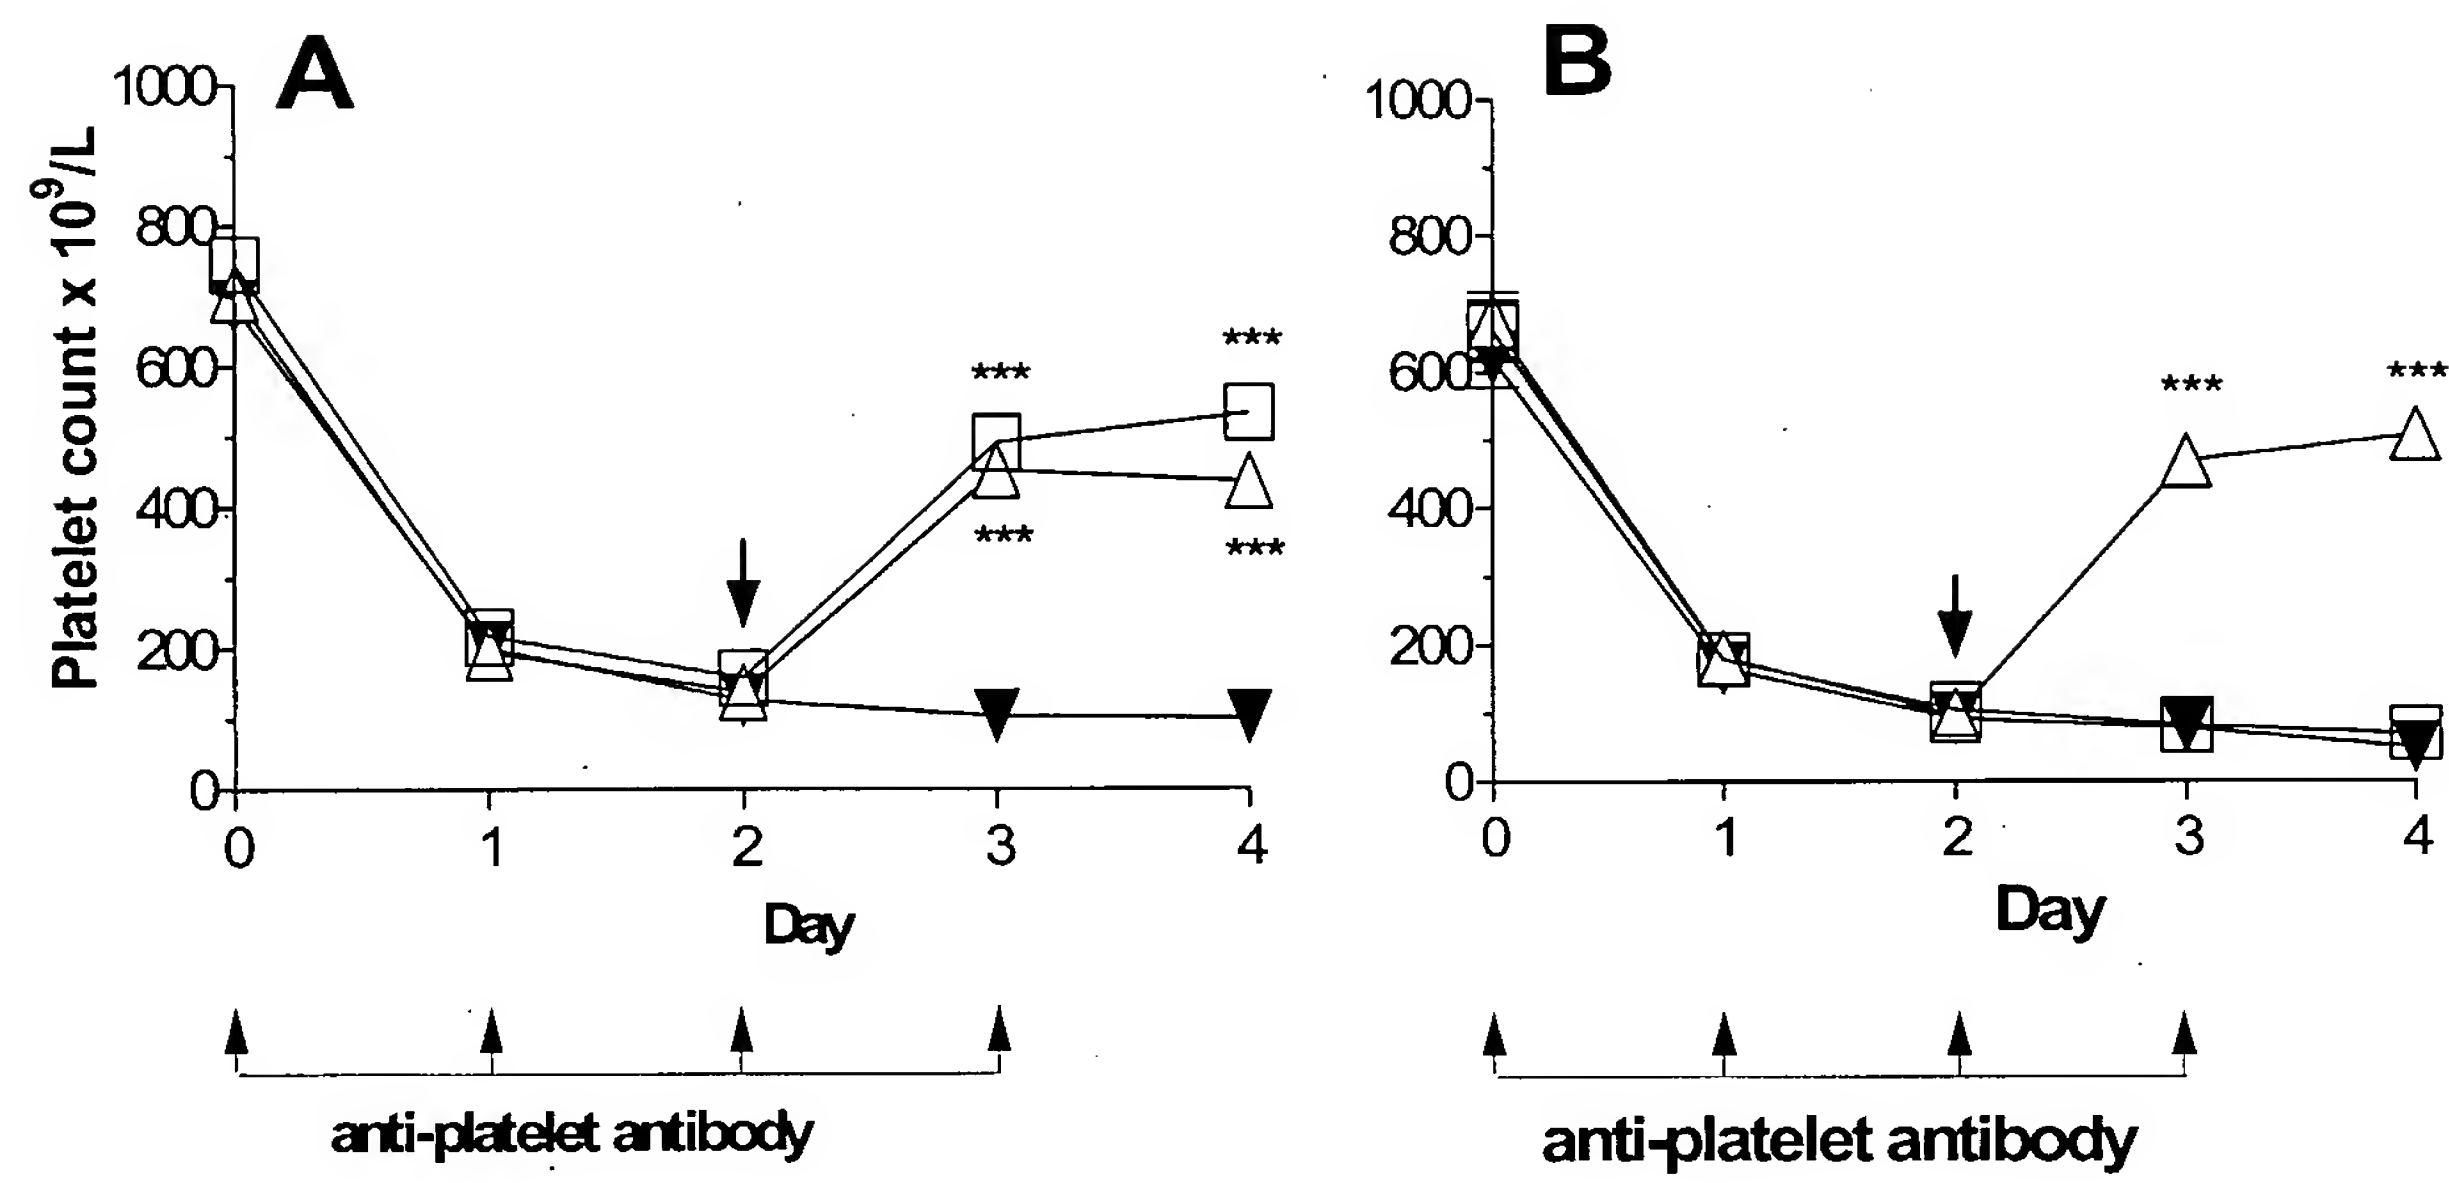 A
1000
800
600
400
200
0
Platelet count x 10⁹/L
***
***
***
***
0 1 2 3 4
Day
anti-platelet antibody
B
1000
800
600
400
200
0
***
***
0 1 2 3 4
Day
anti-platelet antibody